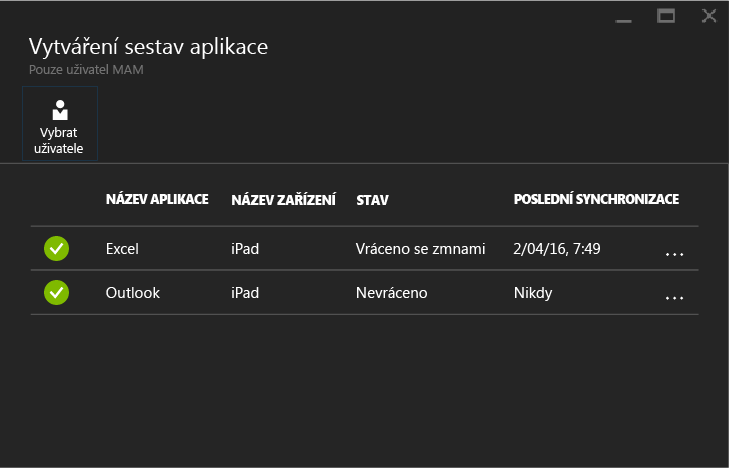 Vytváření sestav aplikace
Pouze uživatel MAM
Vybrat
uživatele
NÁZEV APLIKACE NÁZEV ZAŘÍZENÍ STAV POSLEDNÍ SYNCHRONIZACE
Excel iPad Vráceno se zmnami 2/04/16, 7:49 ...
Outlook iPad Nevráceno Nikdy ...